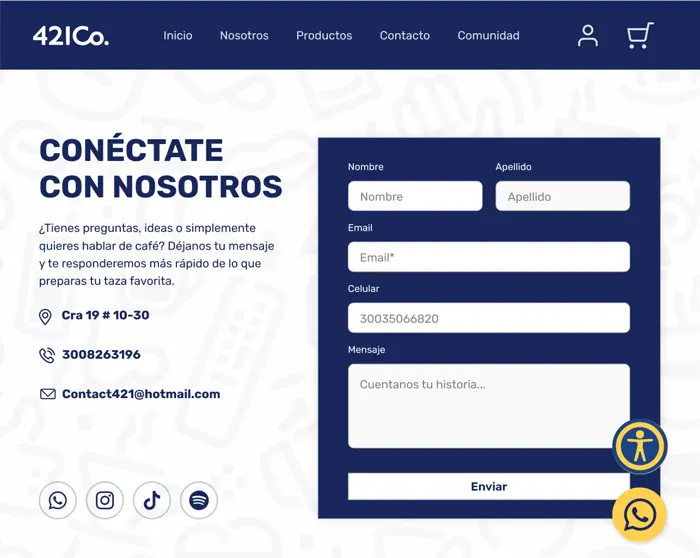 421Co.
Inicio
Nosotros
Productos
Contacto
Comunidad
CONÉCTATE
CON NOSOTROS
¿Tienes preguntas, ideas o simplemente
quieres hablar de café? Déjanos tu mensaje
y te responderemos más rápido de lo que
preparas tu taza favorita.
Cra 19 # 10-30
3008263196
Contact421@hotmail.com
Nombre
Apellido
Nombre
Apellido
Email
Email*
Celular
30035066820
Mensaje
Cuentanos tu historia...
Enviar